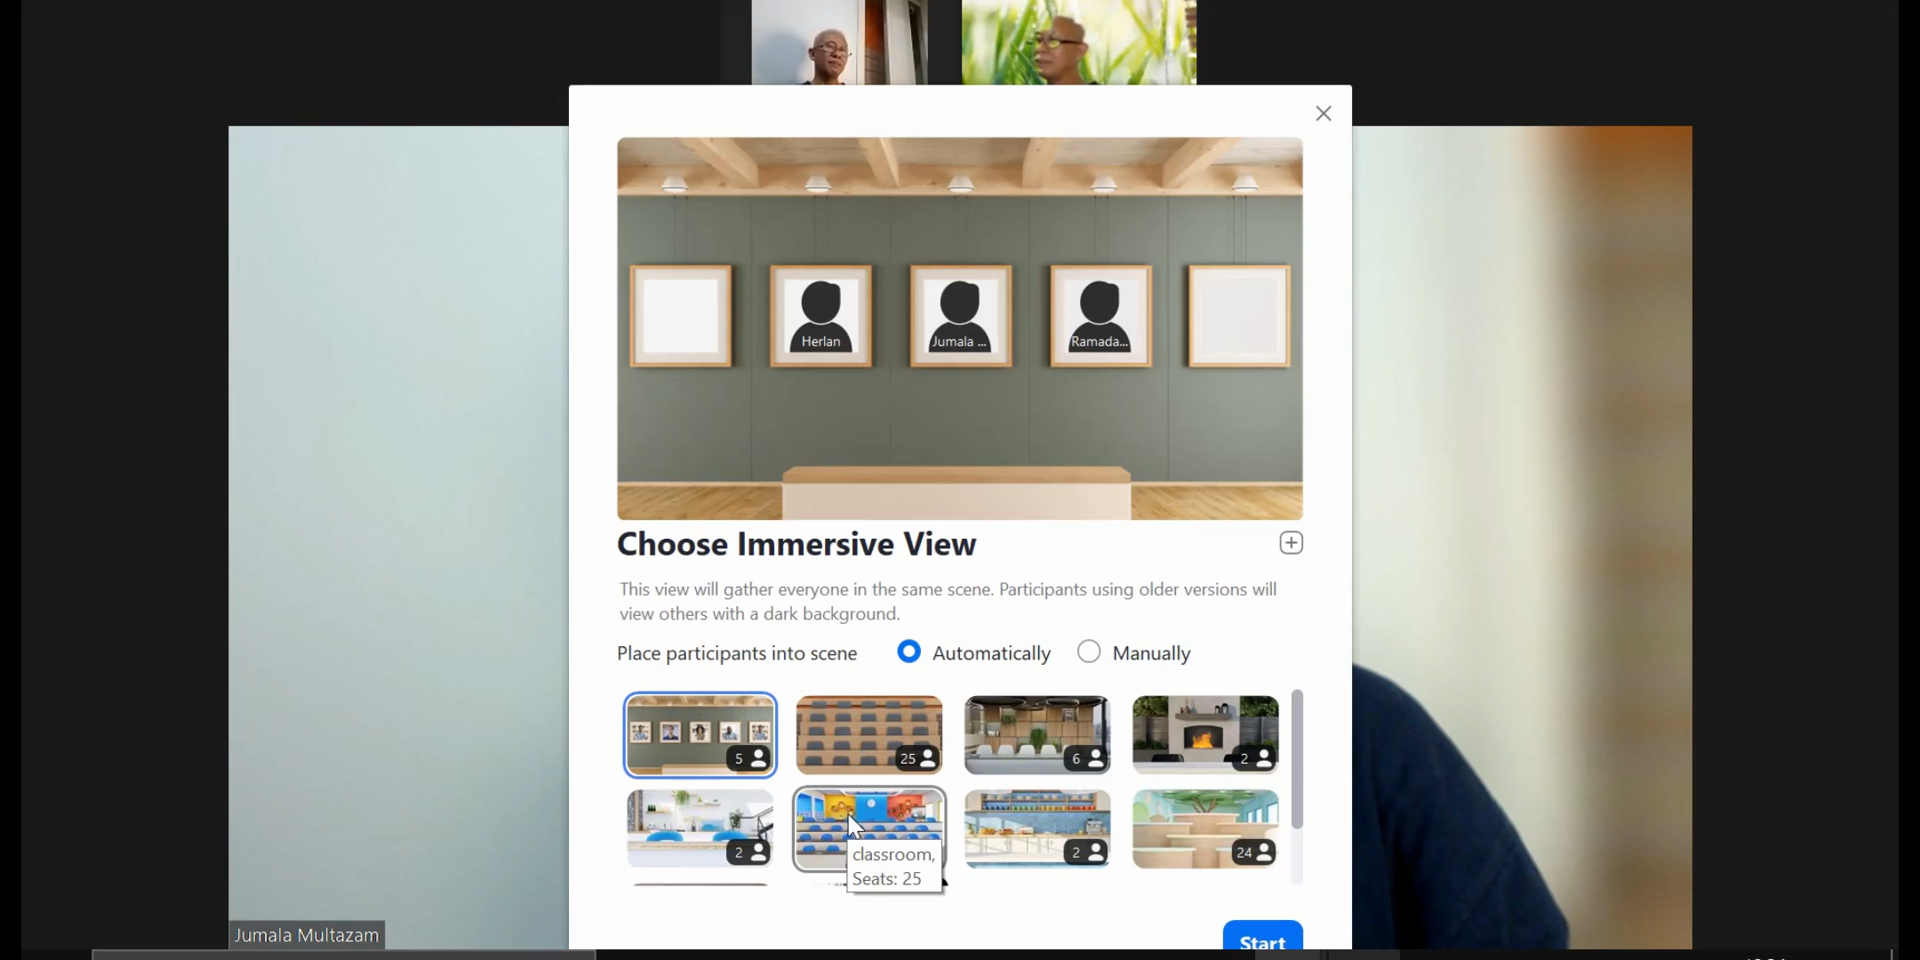 Herlan
Jumala ...
Ramada...
Choose Immersive View
This view will gather everyone in the same scene. Participants using older versions will
view others with a dark background.
Place participants into scene
Automatically
Manually
5
25
6
2
2
2
24
classroom,
Seats: 25
Jumala Multazam
Start